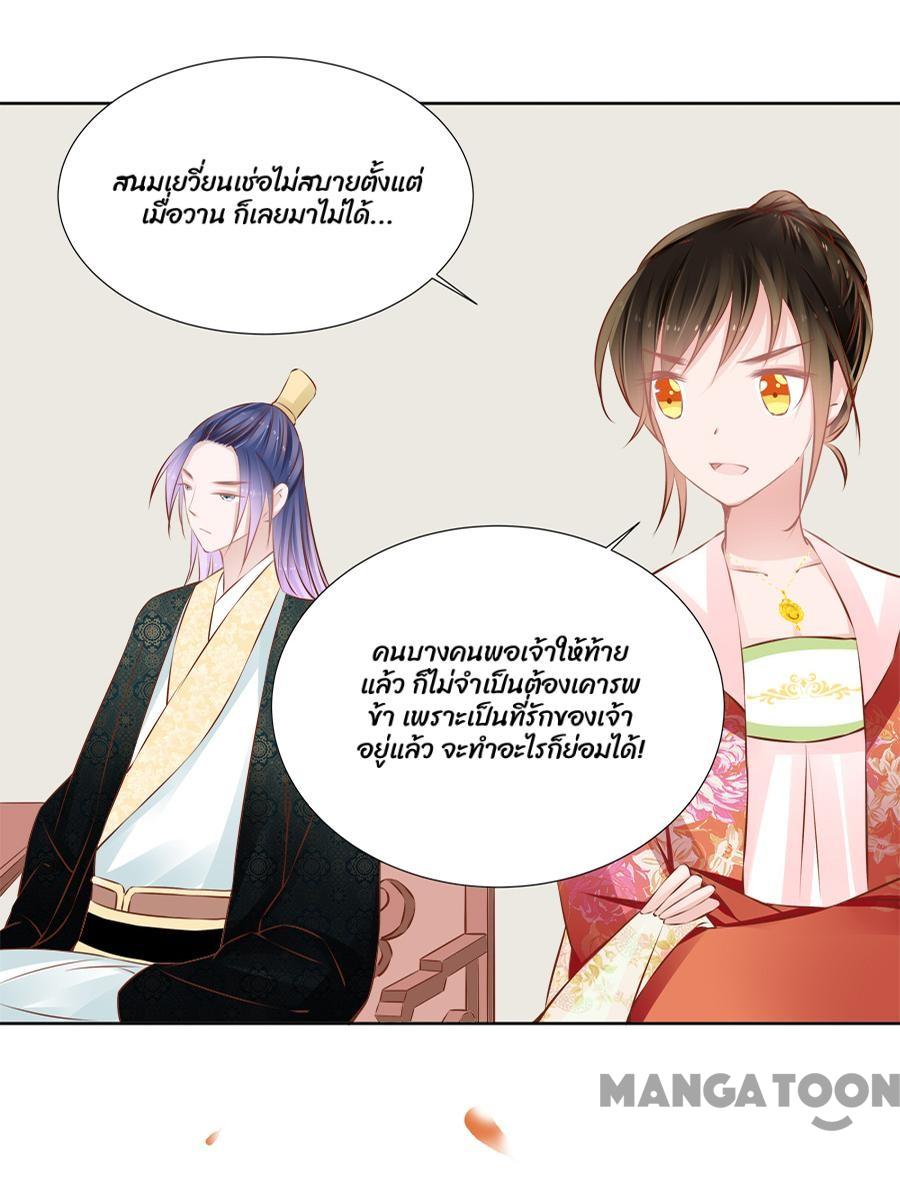 สนมเยวี่ยนเช่อไม่สบายตั้งแต่
เมื่อวาน ก็เลยมาไม่ได้...
คนบางคนพอเจ้าให้ท้าย
แล้ว ก็ไม่จำเป็นต้องเคารพ
ข้า เพราะเป็นที่รักของเจ้า
อยู่แล้ว จะทำอะไรก็ย่อมได้!
MANGATOON